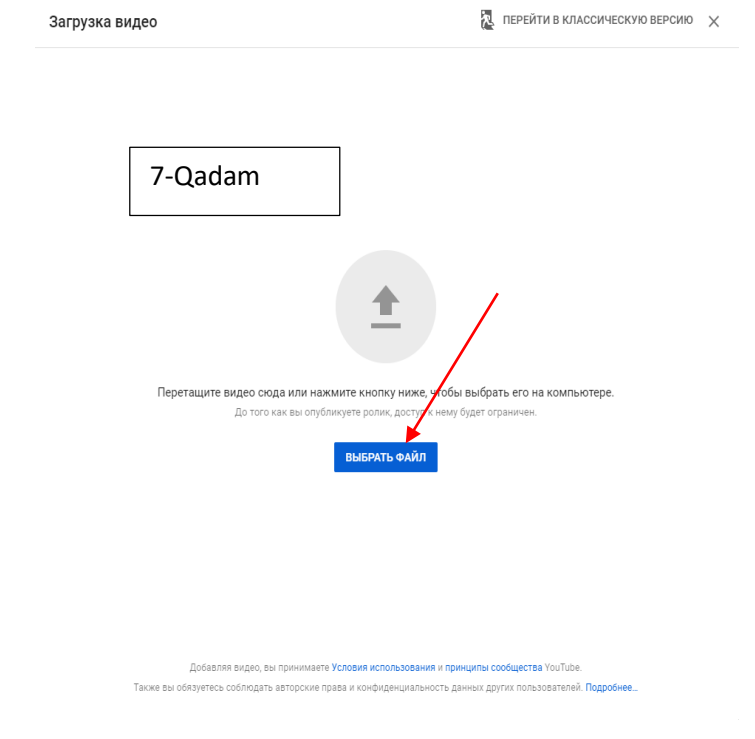 Загрузка видео
ПЕРЕЙТИ В КЛАССИЧЕСКУЮ ВЕРСИЮ
7-Qadam
Перетащите видео сюда или нажмите кнопку ниже, чтобы выбрать его на компьютере.
До того как вы опубликуете ролик, доступ к нему будет ограничен.
ВЫБРАТЬ ФАЙЛ
Добавляя видео, вы принимаете Условия использования и принципы сообщества YouTube.
Также вы обязуетесь соблюдать авторские права и конфиденциальность данных других пользователей. Подробнее...